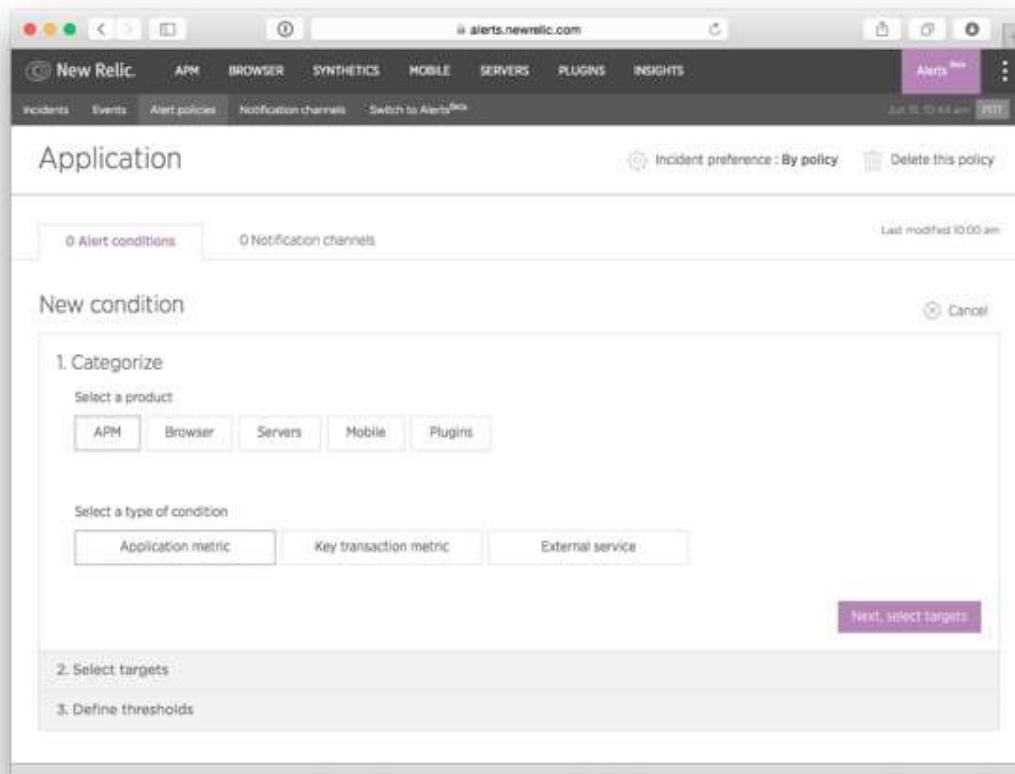 alerts.newrelic.com
New Relic. APM BROWSER SYNTHETICS MOBILE SERVERS PLUGINS INSIGHTS Alerts Beta
Incidents Events Alert policies Notification channels Switch to Alerts Beta PDT
Application Incident preference : By policy Delete this policy
0 Alert conditions 0 Notification channels Last modified 10:00 am
New condition Cancel
1. Categorize
Select a product
APM Browser Servers Mobile Plugins
Select a type of condition
Application metric Key transaction metric External service
Next, select targets
2. Select targets
3. Define thresholds